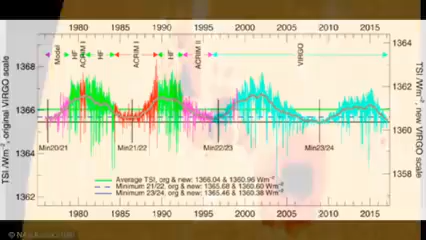 1980 1985 1990 1995 2000 2005 2010 2015
Model HF ACRIM I HF ACRIM I HF ACRIM II VIRGO
TSI /Wm⁻², original VIRGO scale
1366
1364
1362
1364
1362
1360
1358
TSI, Wm⁻², new VIRGO scale
Min20/21 Min21/22 Min22/23 Min23/24
Average TSI, org & new: 1366.04 & 1360.96 Wm⁻²
Minimum 21/22, org & new: 1365.68 & 1360.60 Wm⁻²
Minimum 23/24, org & new: 1365.46 & 1360.38 Wm⁻²
1980 1985 1990 1995 2000 2005 2010 2015